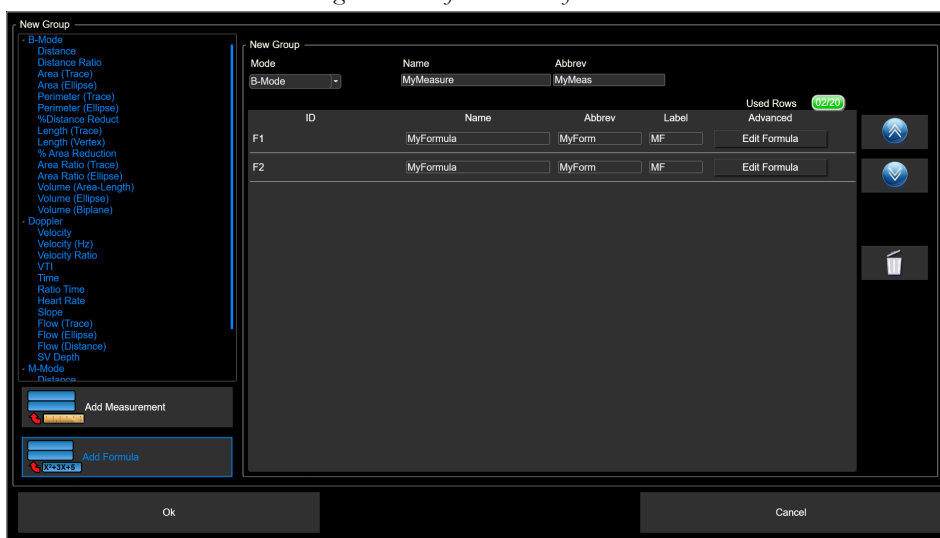 New Group
- B-Mode
Distance
Distance Ratio
Area (Trace)
Area (Ellipse)
Perimeter (Trace)
Perimeter (Ellipse)
%Distance Reduct
Length (Trace)
Length (Vertex)
% Area Reduction
Area Ratio (Trace)
Area Ratio (Ellipse)
Volume (Area-Length)
Volume (Ellipse)
Volume (Biplane)
- Doppler
Velocity
Velocity (Hz)
Velocity Ratio
VTI
Time
Ratio Time
Heart Rate
Slope
Flow (Trace)
Flow (Ellipse)
Flow (Distance)
SV Depth
- M-Mode
Distance
Add Measurement
Add Formula
X²+3X+5
New Group
Mode Name Abbrev
B-Mode MyMeasure MyMeas
Used Rows 02/20
ID Name Abbrev Label Advanced
F1 MyFormula MyForm MF Edit Formula
F2 MyFormula MyForm MF Edit Formula
Ok Cancel